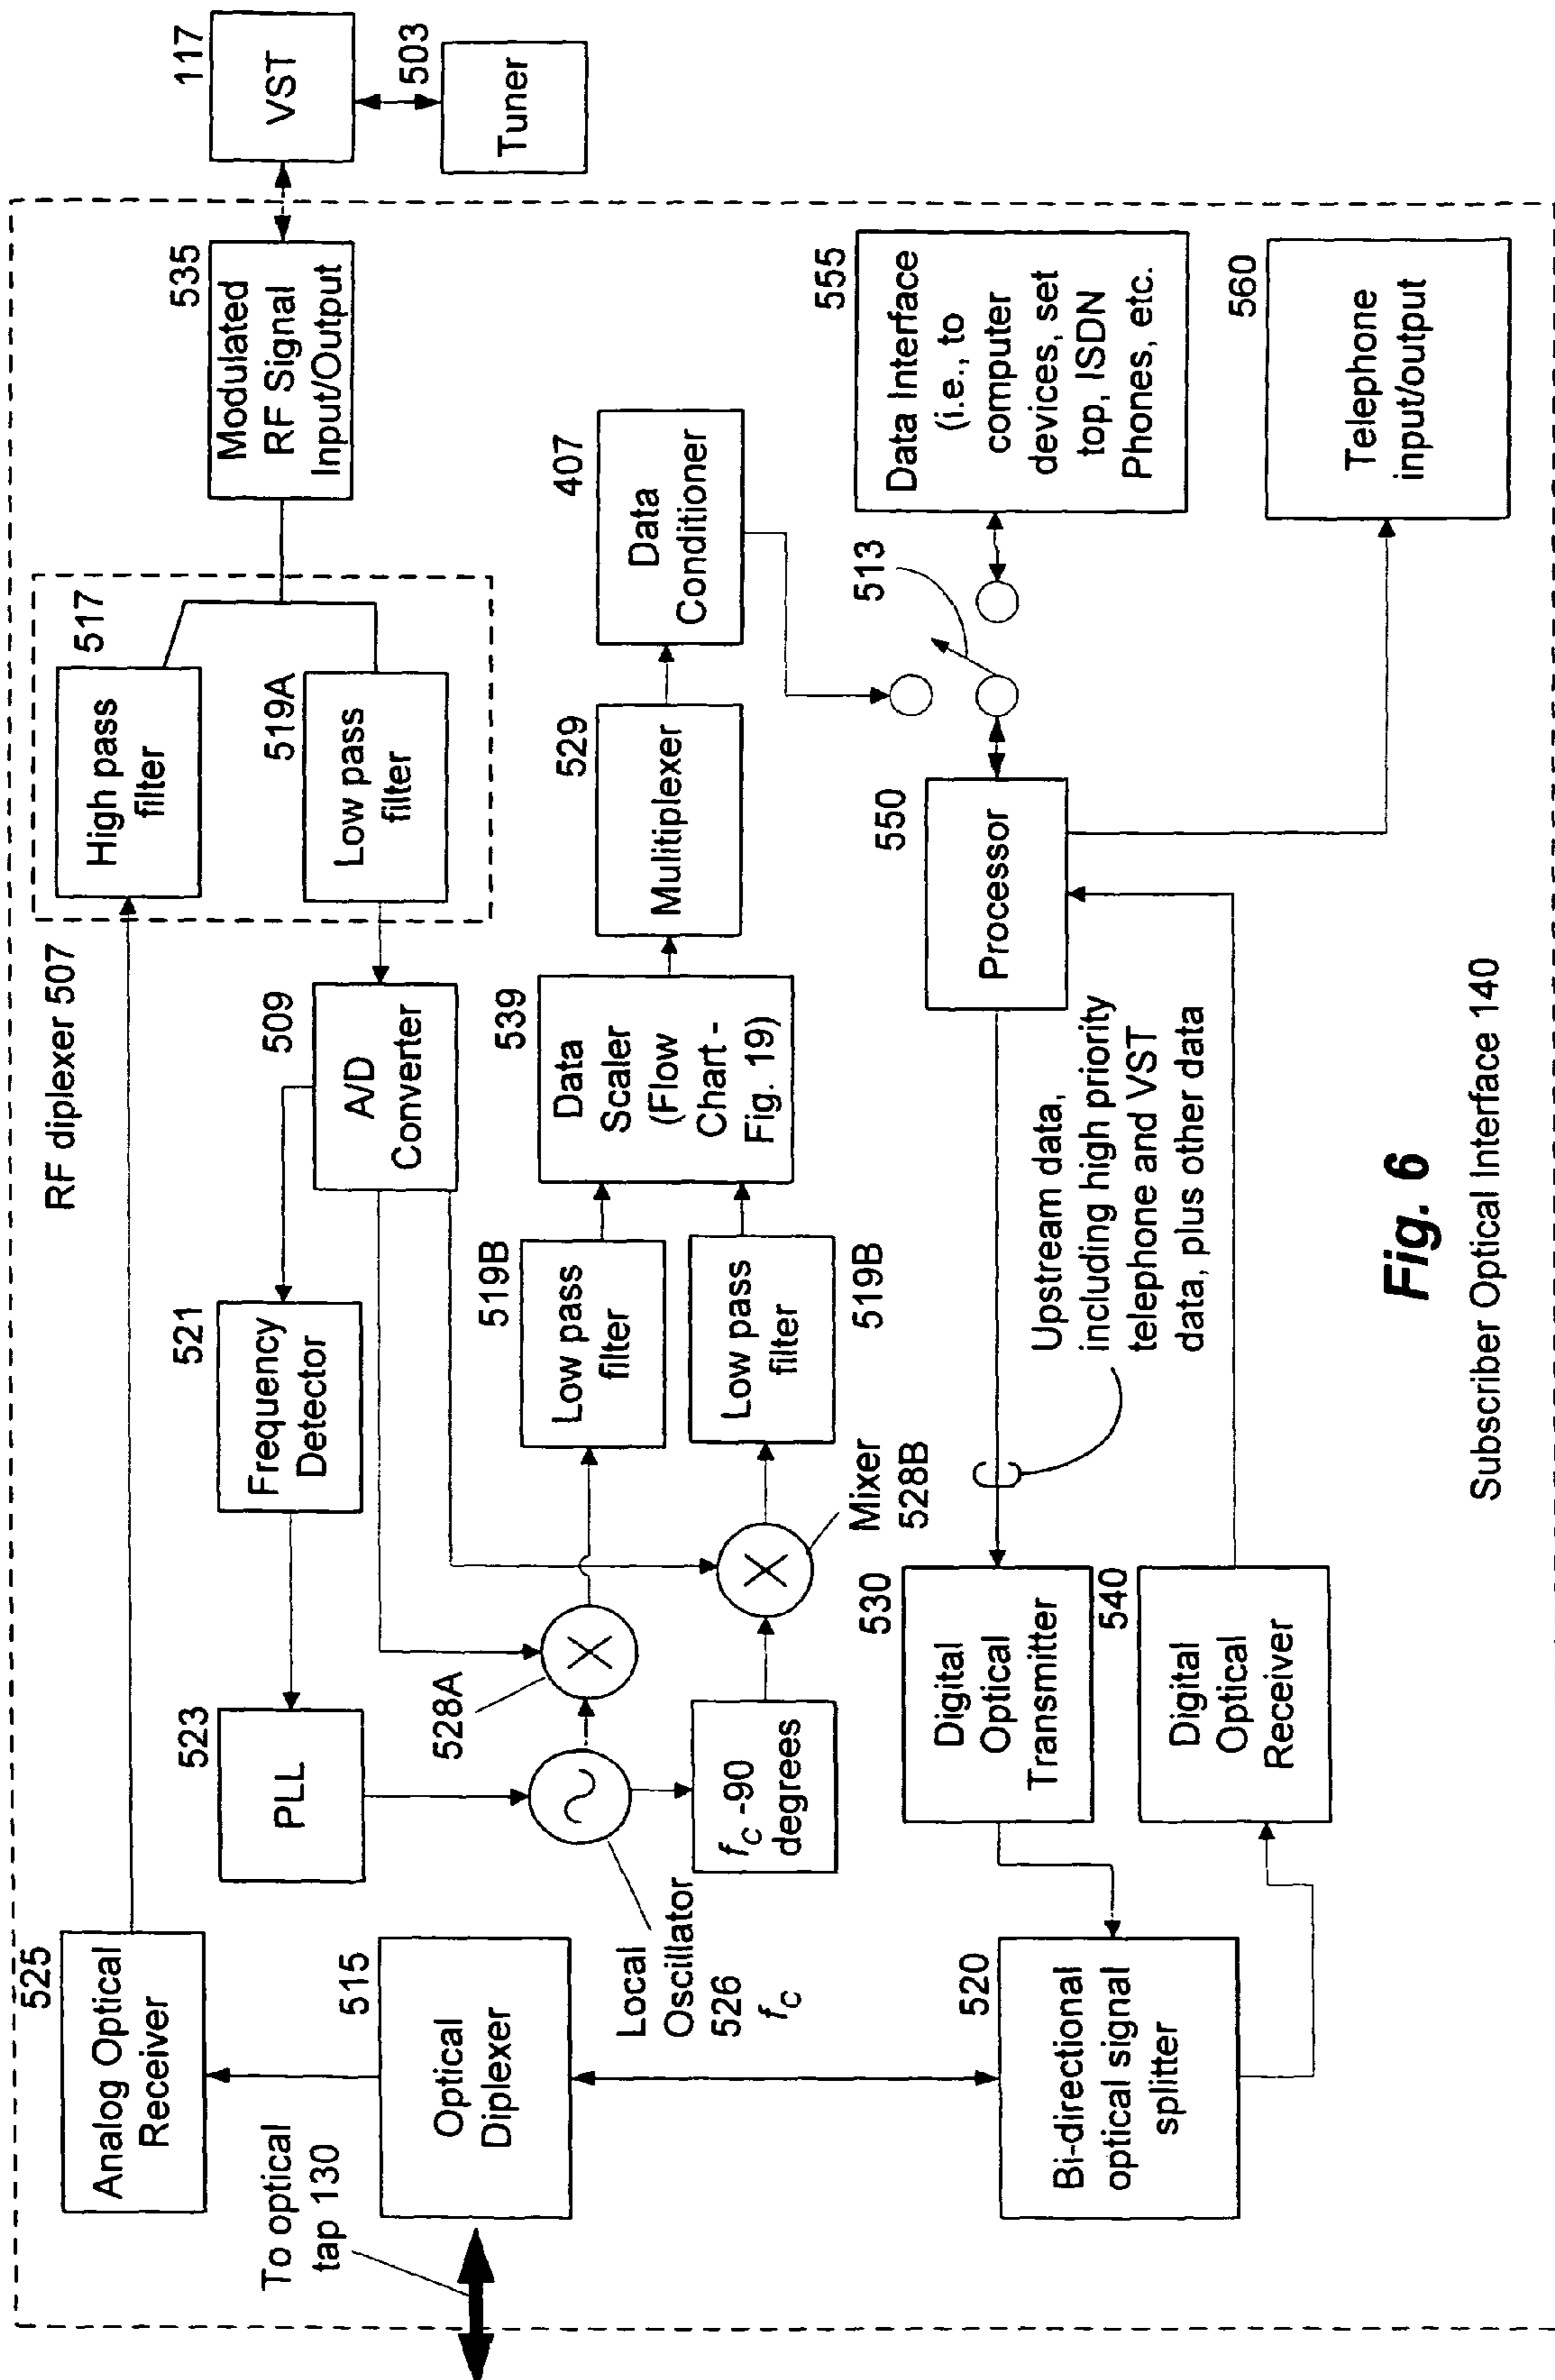 To optical
tap 130
525
Analog Optical
Receiver
515
Optical
Diplexer
520
Bi-directional
optical signal
splitter
Local
Oscillator
526
fc
523
PLL
521
Frequency
Detector
528A
X
fc -90
degrees
X
Mixer
528B
530
Digital
Optical
Transmitter
540
Digital
Optical
Receiver
RF diplexer 507
509
A/D
Converter
519B
Low pass
filter
Low pass
filter
519B
539
Data
Scaler
(Flow
Chart -
Fig. 19)
Upstream data,
including high priority
telephone and VST
data, plus other data
517
High pass
filter
519A
Low pass
filter
529
Mulitiplexer
407
Data
Conditioner
550
Processor
513
535
Modulated
RF Signal
Input/Output
117
VST
503
Tuner
555
Data Interface
(i.e., to
computer
devices, set
top, ISDN
Phones, etc.
560
Telephone
input/output
Fig. 6
Subscriber Optical Interface 140